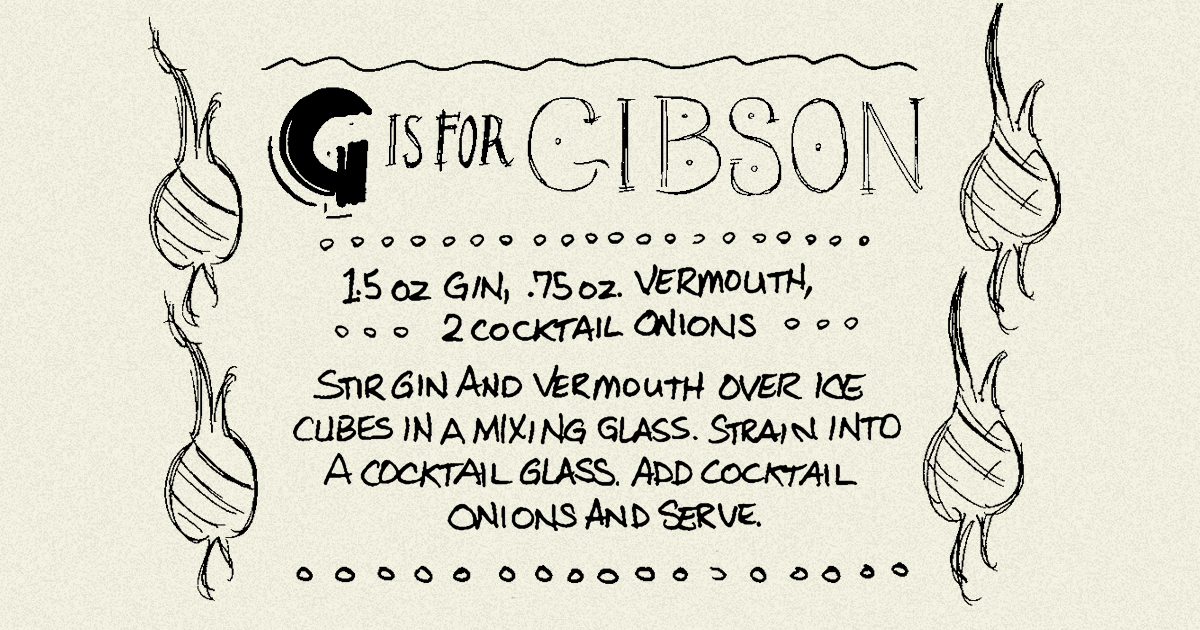 G IS FOR GIBSON
1.5 OZ GIN, .75 OZ. VERMOUTH,
2 COCKTAIL ONIONS
STIR GIN AND VERMOUTH OVER ICE
CUBES IN A MIXING GLASS. STRAIN INTO
A COCKTAIL GLASS. ADD COCKTAIL
ONIONS AND SERVE.